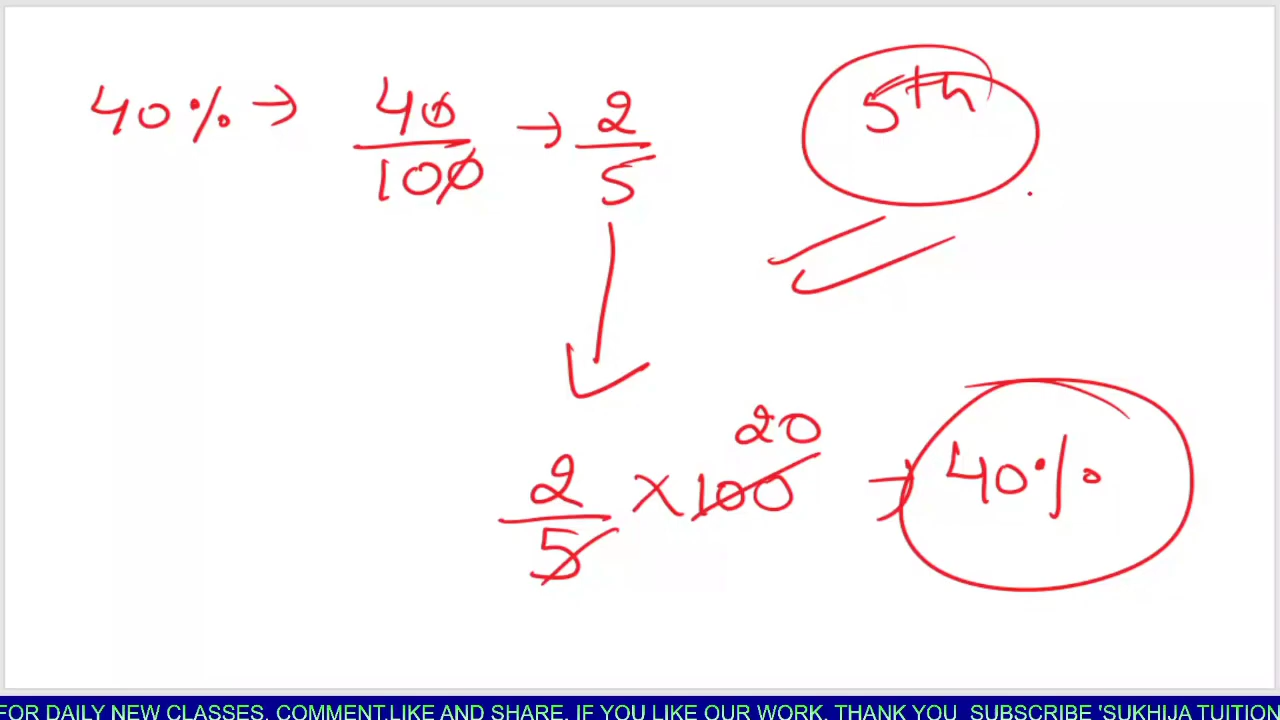 40% → 40/100 → 2/5
5th
2/5 × 100 20 → 40%
FOR DAILY NEW CLASSES, COMMENT,LIKE AND SHARE, IF YOU LIKE OUR WORK, THANK YOU SUBSCRIBE 'SUKHIJA TUITION